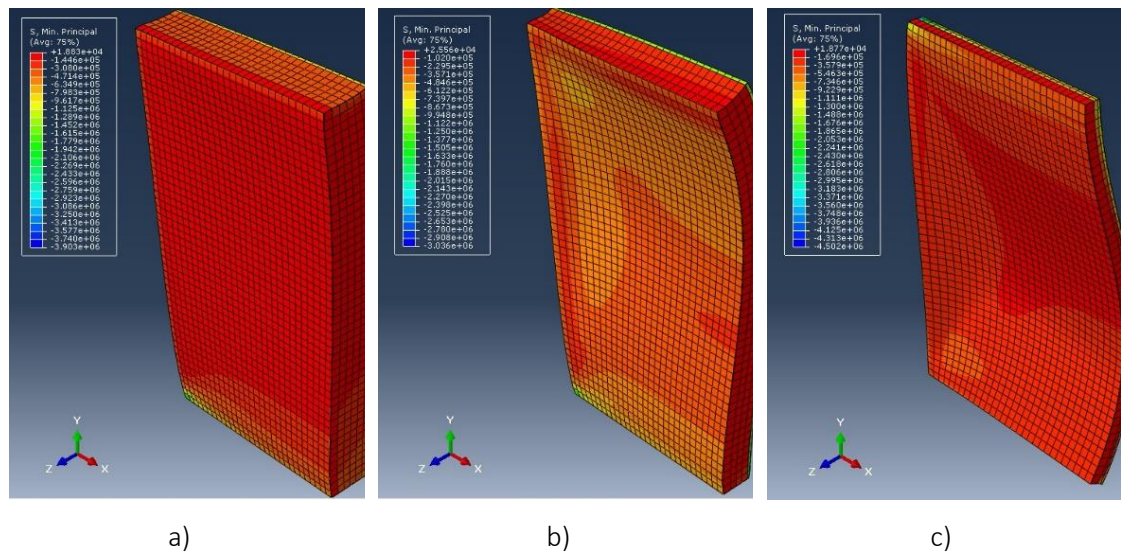 S, Min. Principal
(Avg: 75%)
+1.883e+04
-1.446e+05
-3.080e+05
-4.714e+05
-6.349e+05
-7.983e+05
-9.617e+05
-1.125e+06
-1.289e+06
-1.452e+06
-1.615e+06
-1.779e+06
-1.942e+06
-2.106e+06
-2.269e+06
-2.433e+06
-2.596e+06
-2.759e+06
-2.923e+06
-3.086e+06
-3.250e+06
-3.413e+06
-3.577e+06
-3.740e+06
-3.903e+06
Y
Z
X
a)
S, Min. Principal
(Avg: 75%)
+2.556e+04
-1.020e+05
-2.295e+05
-3.571e+05
-4.846e+05
-6.122e+05
-7.397e+05
-8.673e+05
-9.948e+05
-1.122e+06
-1.250e+06
-1.377e+06
-1.505e+06
-1.633e+06
-1.760e+06
-1.888e+06
-2.015e+06
-2.143e+06
-2.270e+06
-2.398e+06
-2.525e+06
-2.653e+06
-2.780e+06
-2.908e+06
-3.036e+06
Y
Z
X
b)
S, Min. Principal
(Avg: 75%)
+1.877e+04
-1.696e+05
-3.579e+05
-5.463e+05
-7.346e+05
-9.229e+05
-1.111e+06
-1.300e+06
-1.488e+06
-1.676e+06
-1.865e+06
-2.053e+06
-2.241e+06
-2.430e+06
-2.618e+06
-2.806e+06
-2.995e+06
-3.183e+06
-3.371e+06
-3.560e+06
-3.748e+06
-3.936e+06
-4.125e+06
-4.313e+06
-4.502e+06
Y
Z
X
c)